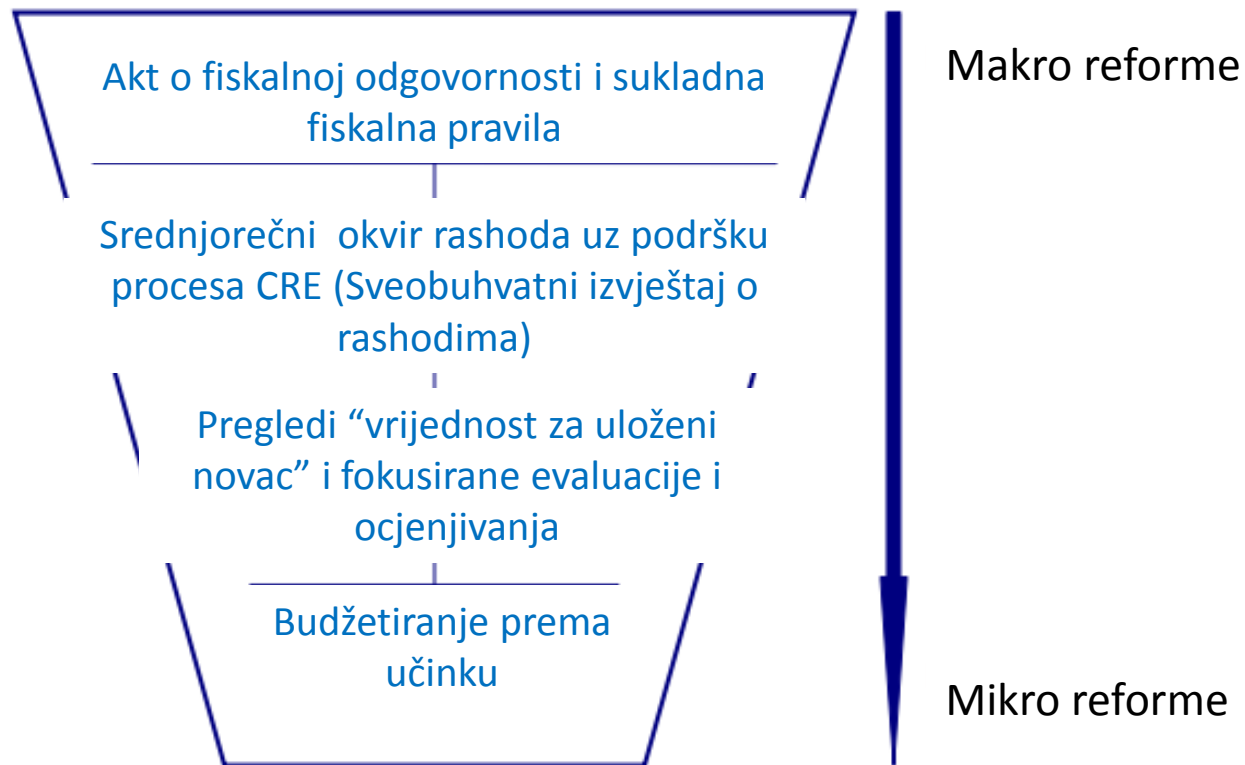 Makro reforme
Akt o fiskalnoj odgovornosti i sukladna
fiskalna pravila
Srednjorečni okvir rashoda uz podršku
procesa CRE (Sveobuhvatni izvještaj o
rashodima)
Pregledi “vrijednost za uloženi
novac” i fokusirane evaluacije i
ocjenjivanja
Budžetiranje prema
učinku
Mikro reforme